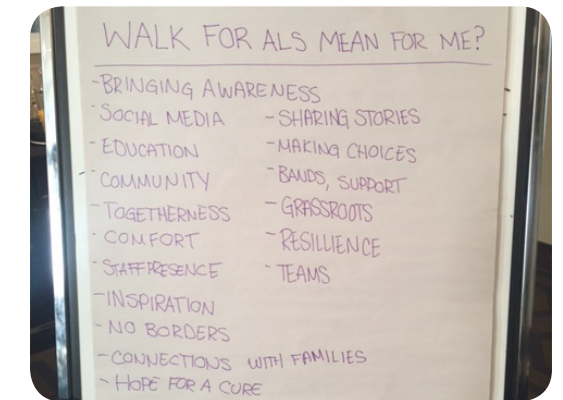 WALK FOR ALS MEAN FOR ME?
-BRINGING AWARENESS
-SOCIAL MEDIA
-EDUCATION
-COMMUNITY
-TOGETHERNESS
-COMFORT
-STAFF PRESENCE
-INSPIRATION
-NO BORDERS
-CONNECTIONS WITH FAMILIES
-HOPE FOR A CURE
-SHARING STORIES
-MAKING CHOICES
-BANDS, SUPPORT
-GRASSROOTS
-RESILLIENCE
-TEAMS